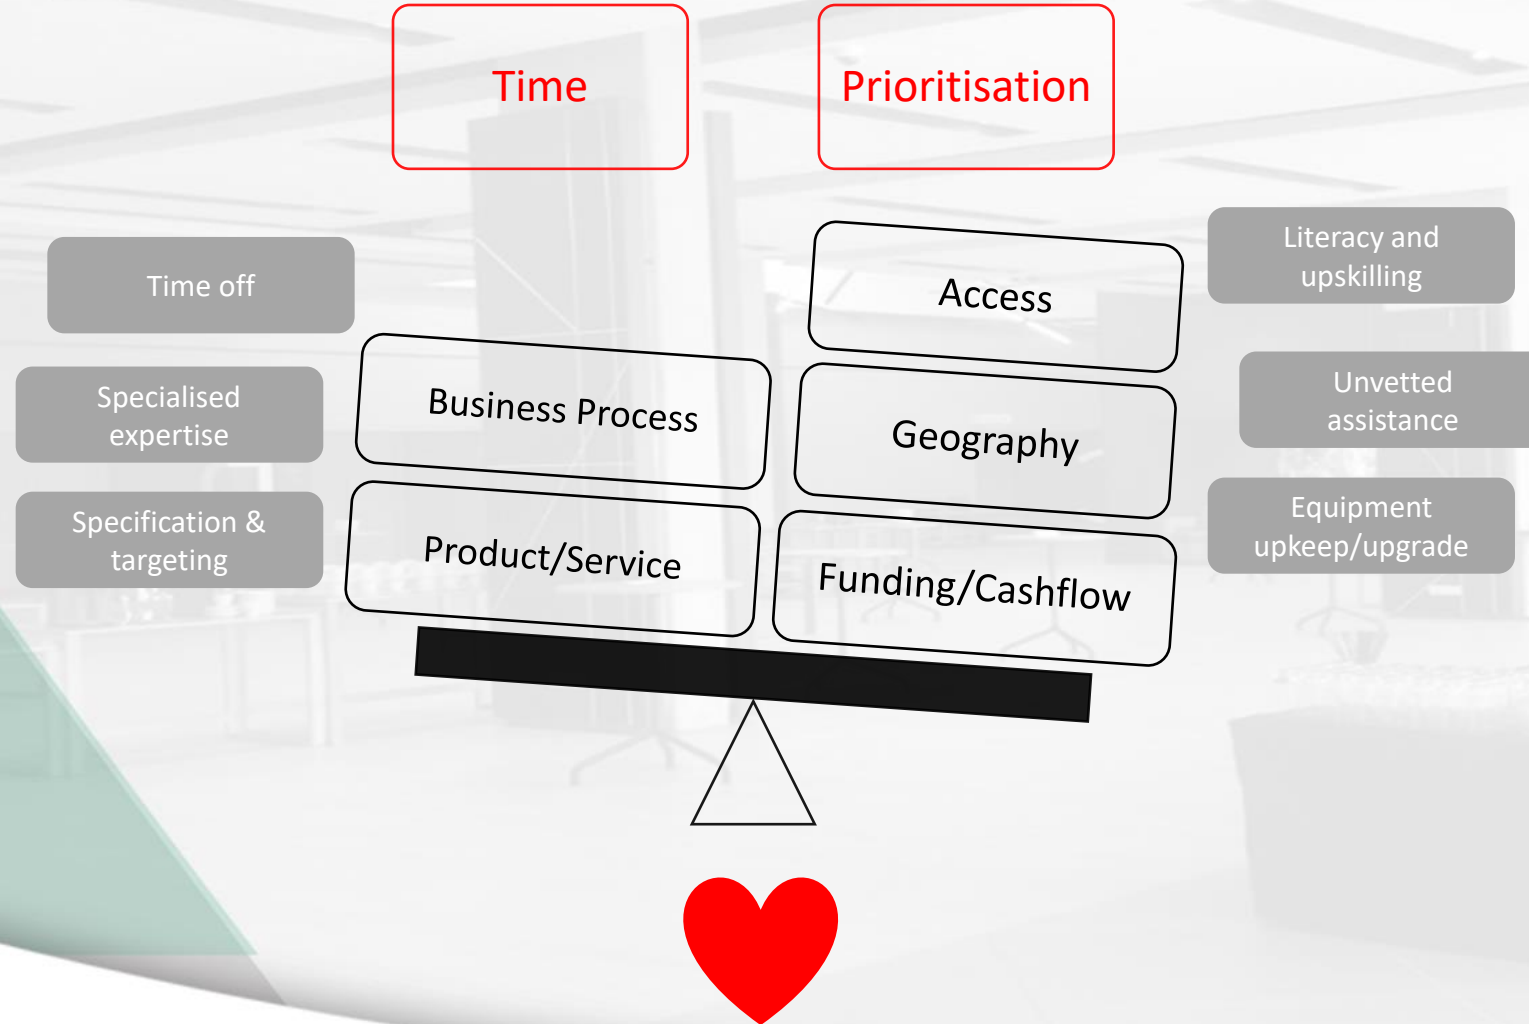 Time
Prioritisation
Time off
Specialised
expertise
Specification &
targeting
Business Process
Product/Service
Access
Geography
Funding/Cashflow
Literacy and
upskilling
Unvetted
assistance
Equipment
upkeep/upgrade